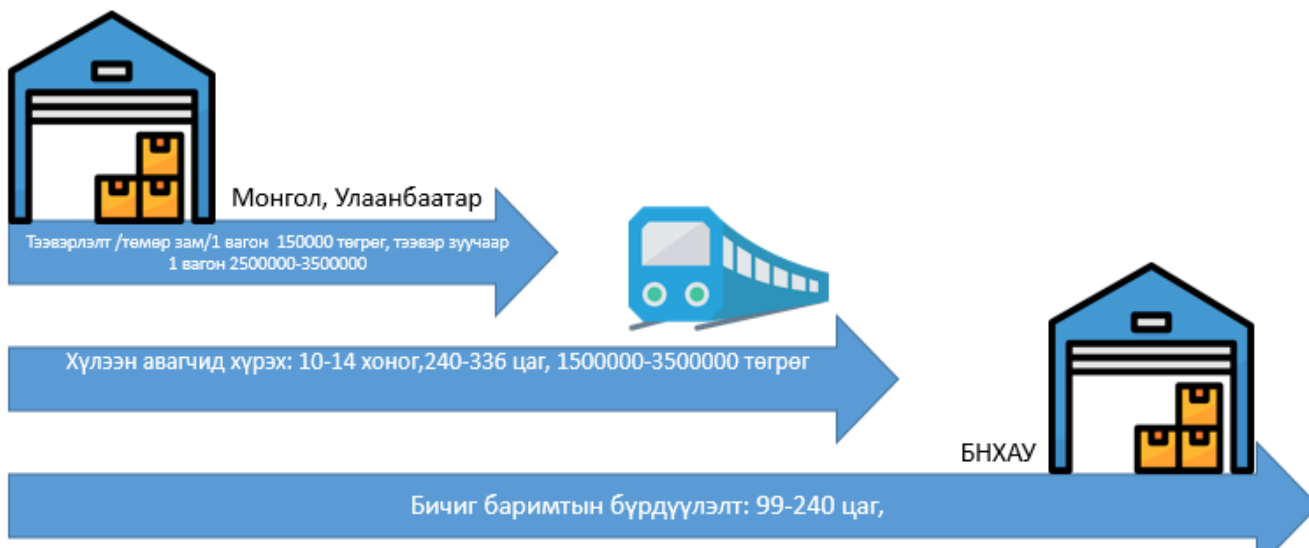 Монгол, Улаанбаатар
Тээвэрлэлт /төмөр зам/1 вагон 150000 төгрөг, тээвэр зуучаар
1 вагон 2500000-3500000
Хүлээн авагчид хүрэх: 10-14 хоног,240-336 цаг, 1500000-3500000 төгрөг
БНХАУ
Бичиг баримтын бүрдүүлэлт: 99-240 цаг,